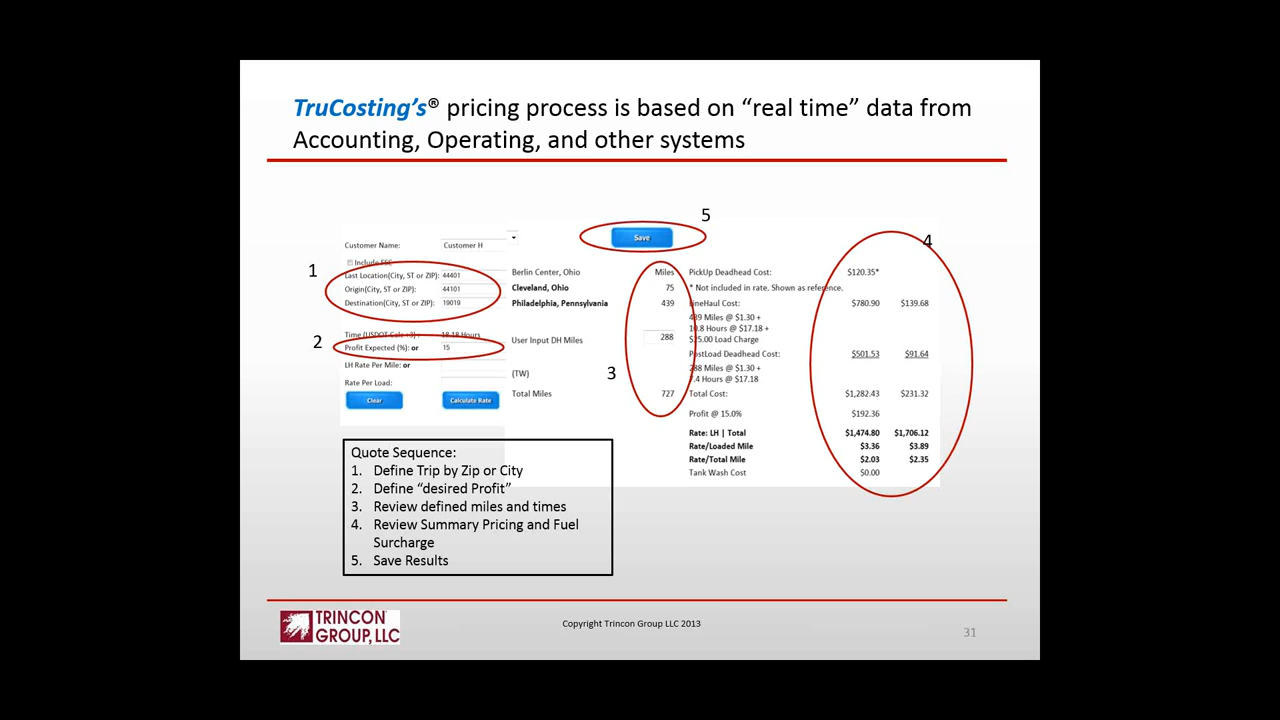 TruCosting's® pricing process is based on “real time” data from
Accounting, Operating, and other systems
5
Save
4
Customer Name: Customer H
Include FSC
1
Last Location(City, ST or ZIP): 44401
Origin(City, ST or ZIP): 44101
Destination(City, ST or ZIP): 19019
Time (USDOT Calc +3) : 18.18 Hours
2
Profit Expected (%): or 15
LH Rate Per Mile: or
Rate Per Load:
Clear
Calculate Rate
Berlin Center, Ohio Miles
Cleveland, Ohio 75
Philadelphia, Pennsylvania 439
User Input DH Miles 288
3
(TW)
Total Miles 727
PickUp Deadhead Cost: $120.35*
* Not included in rate. Shown as reference.
LineHaul Cost: $780.90 $139.68
439 Miles @ $1.30 +
10.8 Hours @ $17.18 +
$25.00 Load Charge
PostLoad Deadhead Cost: $501.53 $91.64
288 Miles @ $1.30 +
7.4 Hours @ $17.18
Total Cost: $1,282.43 $231.32
Profit @ 15.0% $192.36
Rate: LH | Total $1,474.80 $1,706.12
Rate/Loaded Mile $3.36 $3.89
Rate/Total Mile $2.03 $2.35
Tank Wash Cost $0.00
Quote Sequence:
1. Define Trip by Zip or City
2. Define “desired Profit”
3. Review defined miles and times
4. Review Summary Pricing and Fuel
Surcharge
5. Save Results
TRINCON
GROUP, LLC
Copyright Trincon Group LLC 2013
31